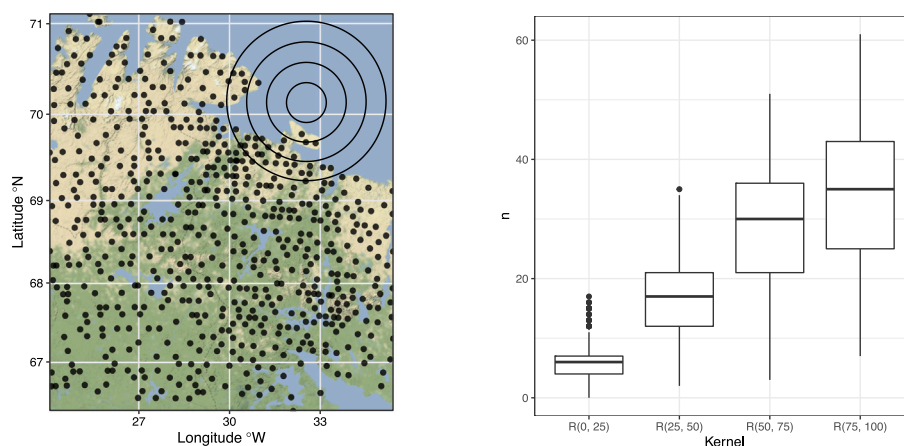 71
70
69
68
67
Latitude °N
27
30
33
Longitude °W
60
40
20
0
n
R(0, 25)
R(25, 50)
R(50, 75)
R(75, 100)
Kernel